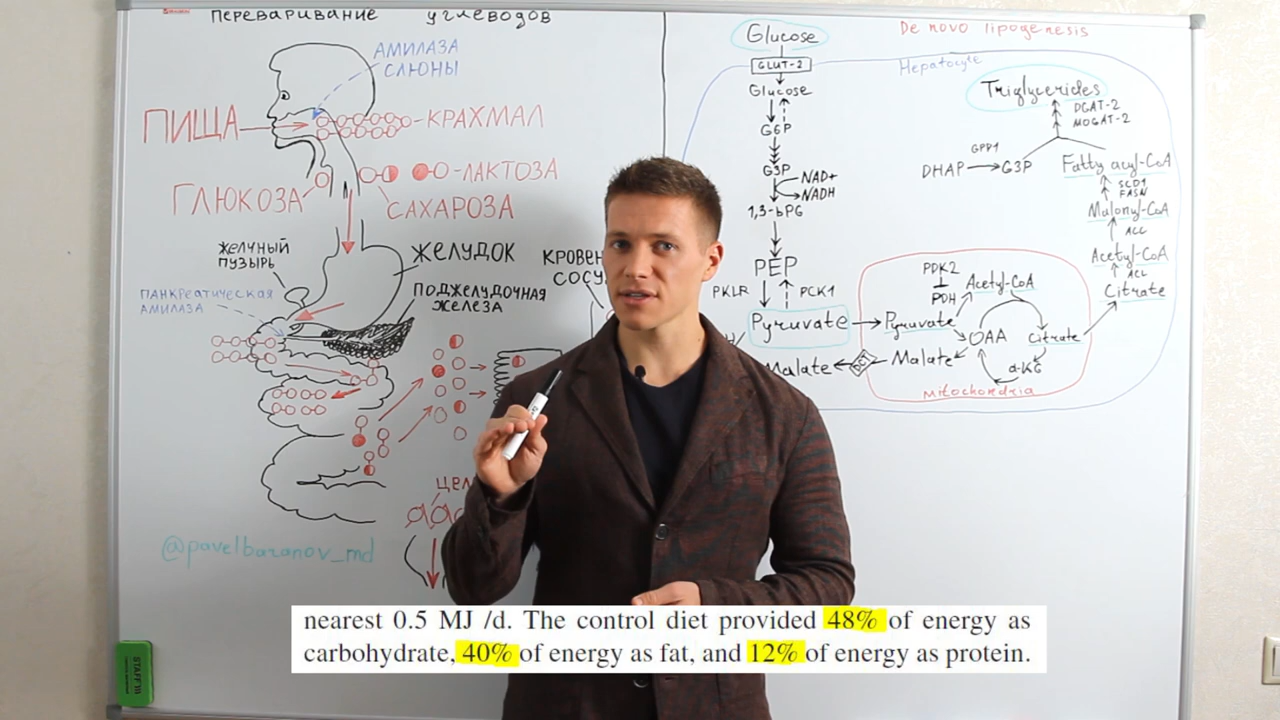 переваривание углеводов
АМИЛАЗА
СЛЮНЫ
ПИЩА
КРАХМАЛ
ЛАКТОЗА
ГЛЮКОЗА
САХАРОЗА
ЖЕЛЧНЫЙ
ПУЗЫРЬ
ЖЕЛУДОК
ПАНКРЕАТИЧЕСКАЯ
АМИЛАЗА
ПОДЖЕЛУДОЧНАЯ
ЖЕЛЕЗА
@pavelbaranov_md
STAFF
De novo lipogenesis
Glucose
GLUT-2
Hepatocyte
Glucose
G6P
G3P
NAD+
NADH
1,3-bPG
PEP
PKLR
PCK1
Pyruvate
Pyruvate
Malate
Malate
PDK2
PDH
Acetyl-CoA
OAA
Citrate
α-KG
mitochondria
Triglycerides
DGAT-2
MOGAT-2
GPP1
DHAP
G3P
Fatty acyl-CoA
SCD1
FASN
Malonyl-CoA
ACC
Acetyl-CoA
ACL
Citrate
nearest 0.5 MJ /d. The control diet provided 48% of energy as
carbohydrate, 40% of energy as fat, and 12% of energy as protein.